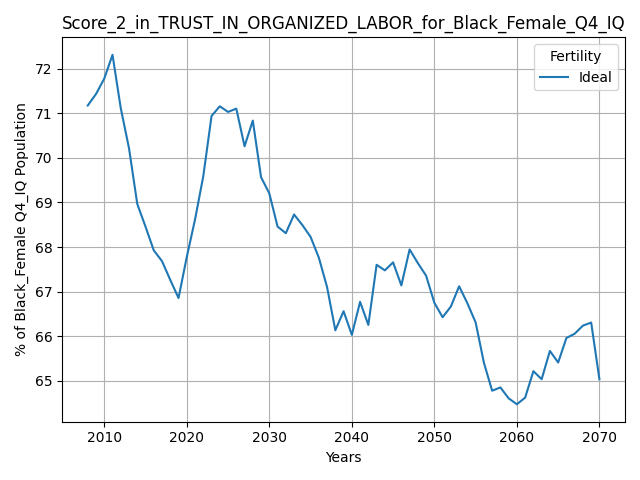 Score_2_in_TRUST_IN_ORGANIZED_LABOR_for_Black_Female_Q4_IQ
Fertility
Ideal
% of Black_Female Q4_IQ Population
72
71
70
69
68
67
66
65
2010 2020 2030 2040 2050 2060 2070
Years